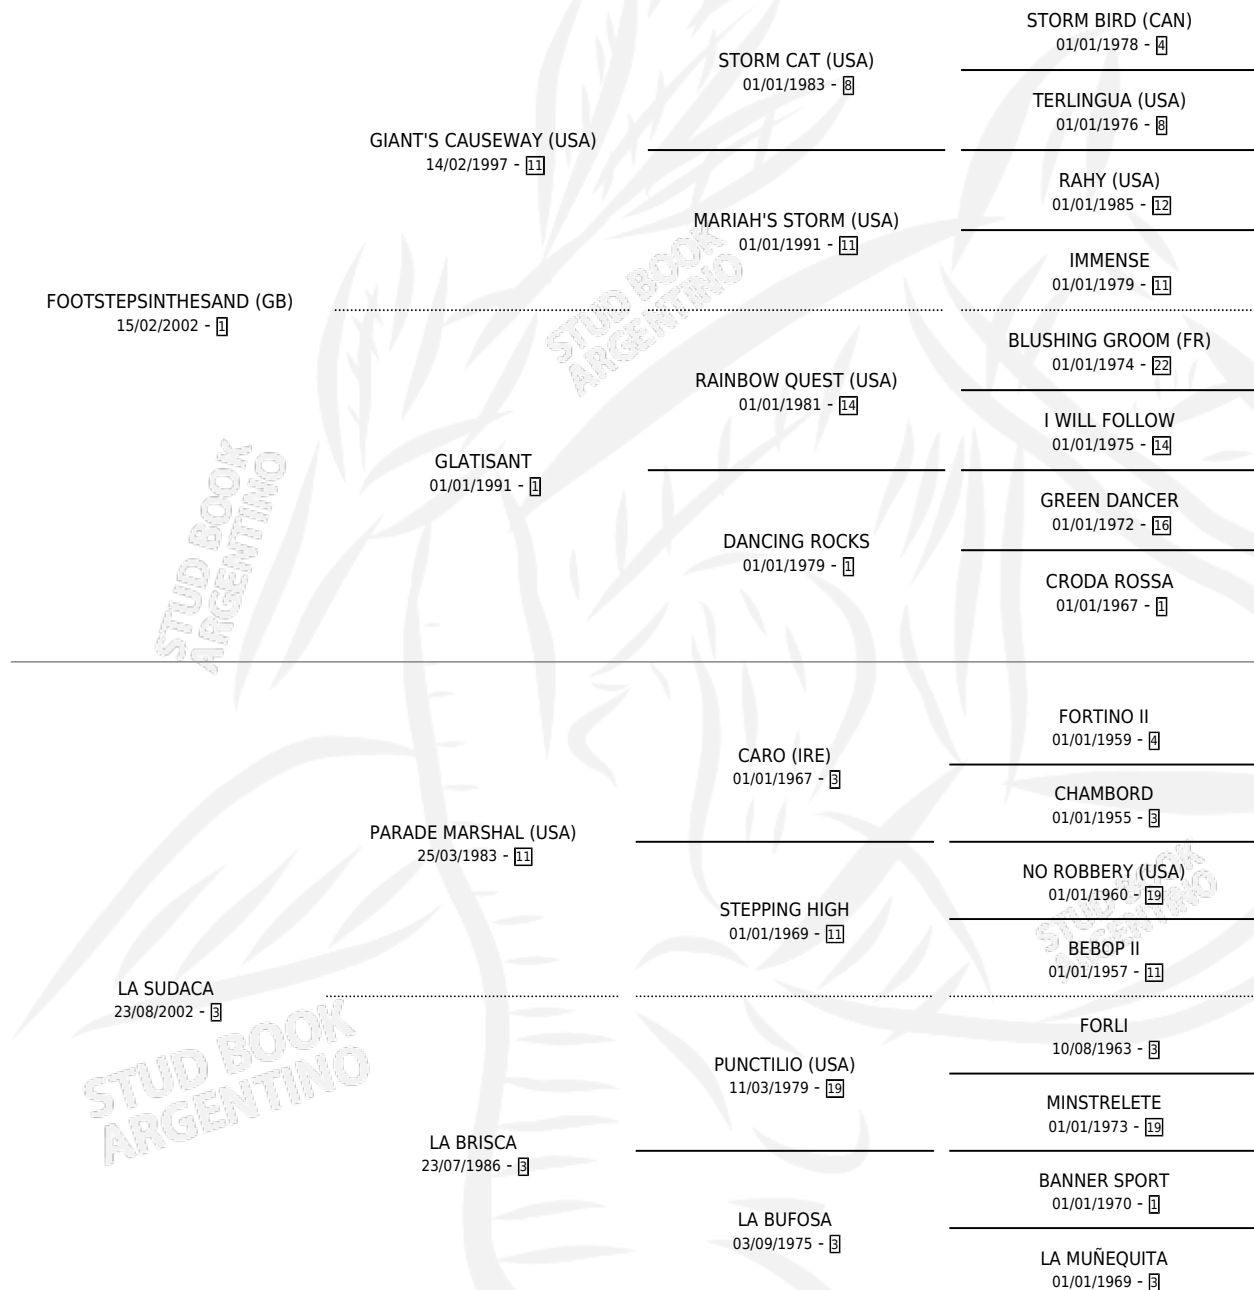 STORM BIRD (CAN)
01/01/1978 - 4
STORM CAT (USA)
01/01/1983 - 8
TERLINGUA (USA)
01/01/1976 - 8
GIANT'S CAUSEWAY (USA)
14/02/1997 - 11
RAHY (USA)
01/01/1985 - 12
MARIAH'S STORM (USA)
01/01/1991 - 11
IMMENSE
01/01/1979 - 11
FOOTSTEPSINTHESAND (GB)
15/02/2002 - 1
BLUSHING GROOM (FR)
01/01/1974 - 22
RAINBOW QUEST (USA)
01/01/1981 - 14
I WILL FOLLOW
01/01/1975 - 14
GLATISANT
01/01/1991 - 1
GREEN DANCER
01/01/1972 - 16
DANCING ROCKS
01/01/1979 - 1
CRODA ROSSA
01/01/1967 - 1
FORTINO II
01/01/1959 - 4
CARO (IRE)
01/01/1967 - 3
CHAMBORD
01/01/1955 - 3
PARADE MARSHAL (USA)
25/03/1983 - 11
NO ROBBERY (USA)
01/01/1960 - 19
STEPPING HIGH
01/01/1969 - 11
BEBOP II
01/01/1957 - 11
LA SUDACA
23/08/2002 - 3
FORLI
10/08/1963 - 3
PUNCTILIO (USA)
11/03/1979 - 19
MINSTRELETE
01/01/1973 - 19
LA BRISCA
23/07/1986 - 3
BANNER SPORT
01/01/1970 - 1
LA BUFOSA
03/09/1975 - 3
LA MUÑEQUITA
01/01/1969 - 3
STUD BOOK
ARGENTINO
STUD BOOK
ARGENTINO
STUD BOOK
ARGENTINO
STUD BOOK
ARGENTINO